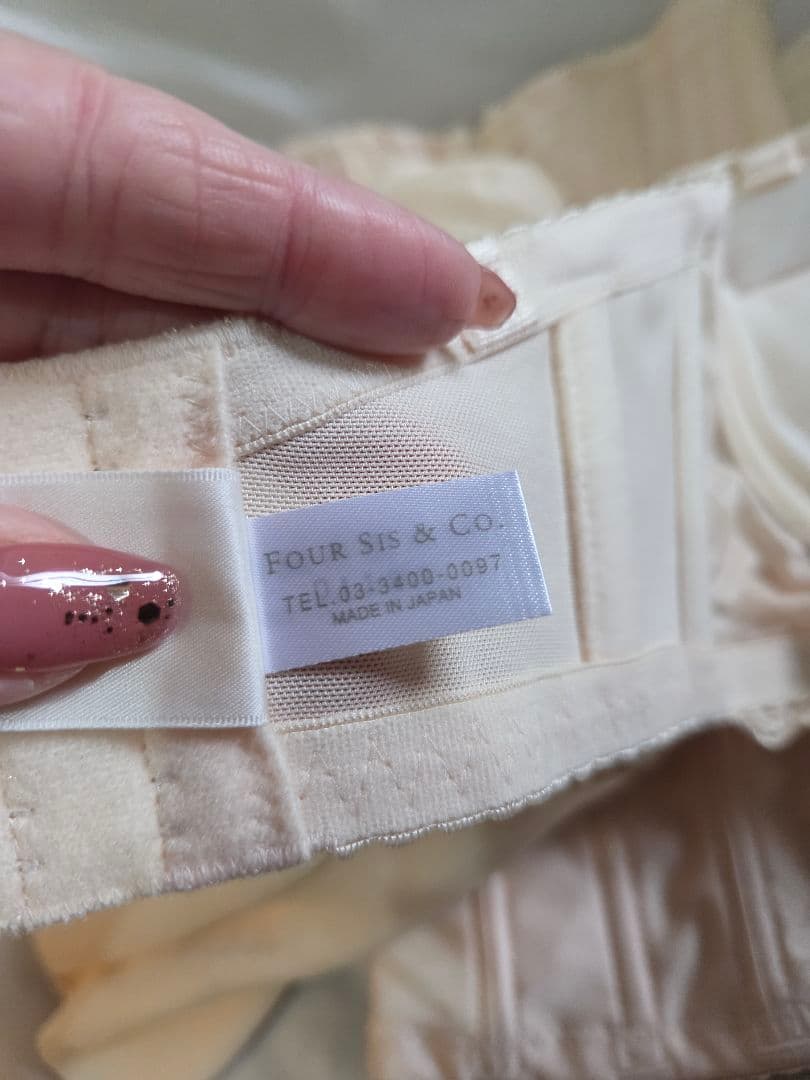 FOUR SIS & CO.
TEL.03-3400-0097
MADE IN JAPAN